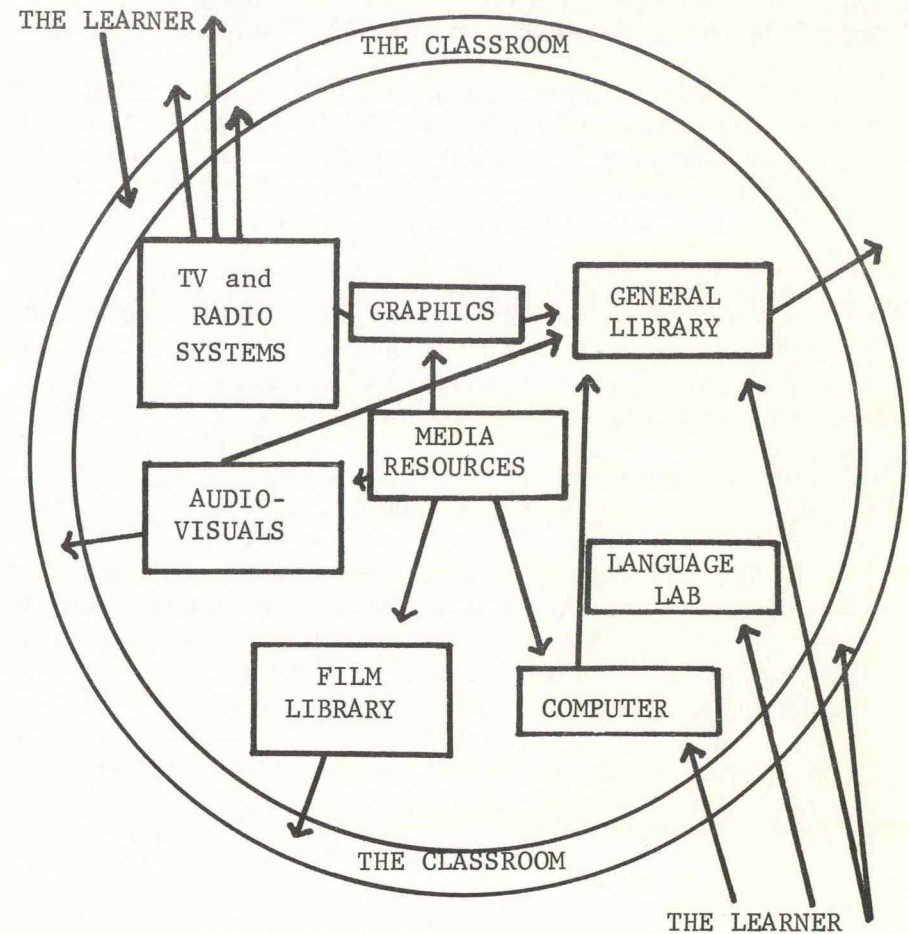 THE LEARNER
THE CLASSROOM
TV and
RADIO
SYSTEMS
GRAPHICS
GENERAL
LIBRARY
MEDIA
RESOURCES
AUDIO-
VISUALS
LANGUAGE
LAB
FILM
LIBRARY
COMPUTER
THE CLASSROOM
THE LEARNER